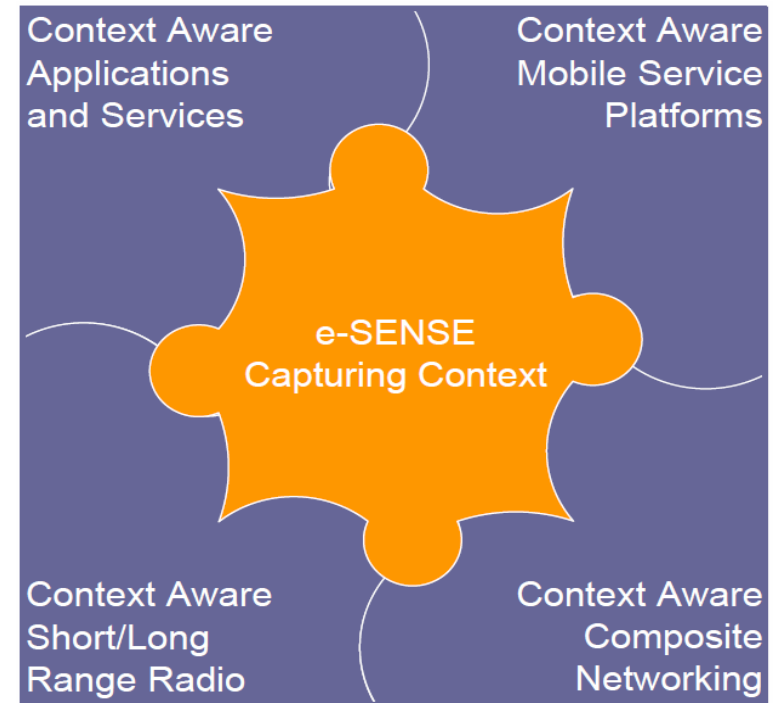 Context Aware
Applications
and Services
Context Aware
Mobile Service
Platforms
e-SENSE
Capturing Context
Context Aware
Short/Long
Range Radio
Context Aware
Composite
Networking